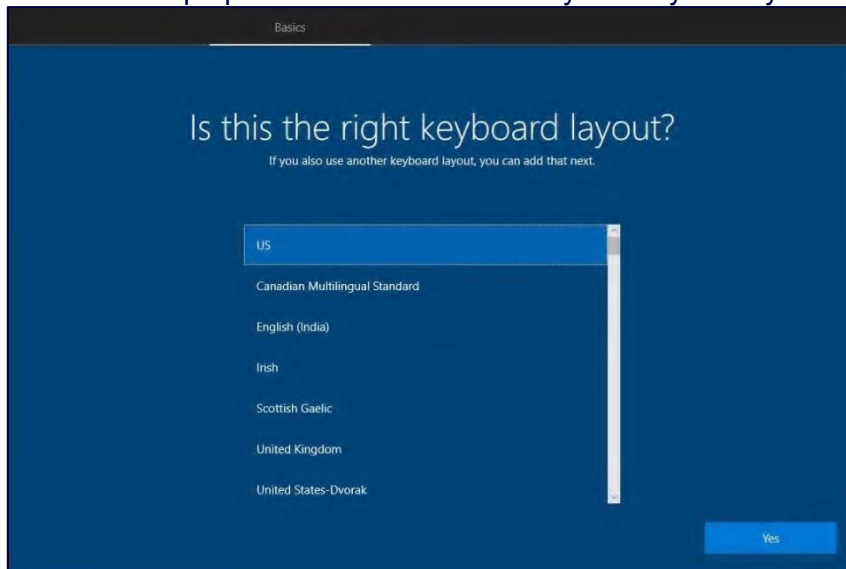 Basics
Is this the right keyboard layout?
If you also use another keyboard layout, you can add that next.
US
Canadian Multilingual Standard
English (India)
Irish
Scottish Gaelic
United Kingdom
United States-Dvorak
Yes